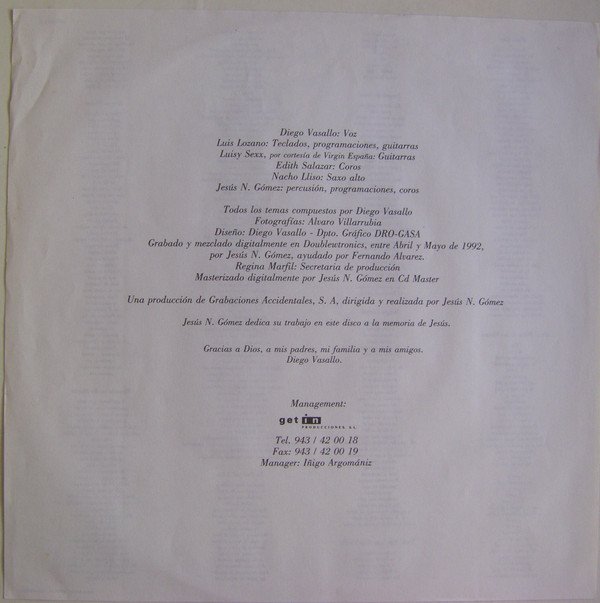 Diego Vasallo: Voz
Luis Lozano: Teclados, programaciones, guitarras
Luisy Sexx, por cortesía de Virgin España: Guitarras
Edith Salazar: Coros
Nacho Lliso: Saxo alto
Jesús N. Gómez: percusión, programaciones, coros
Todos los temas compuestos por Diego Vasallo
Fotografías: Alvaro Villarrubia
Diseño: Diego Vasallo - Dpto. Gráfico DRO-GASA
Grabado y mezclado digitalmente en Doublewtronics, entre Abril y Mayo de 1992,
por Jesús N. Gómez, ayudado por Fernando Alvarez.
Regina Marfil: Secretaria de producción
Masterizado digitalmente por Jesús N. Gómez en Cd Master
Una producción de Grabaciones Accidentales, S. A, dirigida y realizada por Jesús N. Gómez
Jesús N. Gómez dedica su trabajo en este disco a la memoria de Jesús.
Gracias a Dios, a mis padres, mi familia y a mis amigos.
Diego Vasallo.
Management:
get in
PRODUCCIONES S.L.
Tel. 943 / 42 00 18
Fax: 943 / 42 00 19
Manager: Iñigo Argomániz